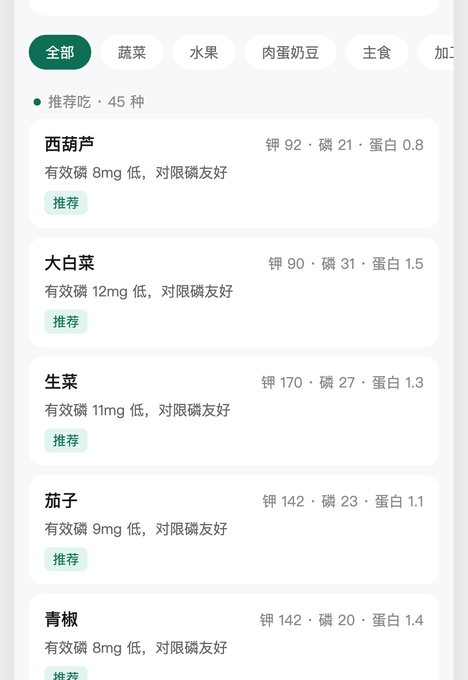 全部 蔬菜 水果 肉蛋奶豆 主食 加工
推荐吃 · 45 种
西葫芦 钾 92 · 磷 21 · 蛋白 0.8
有效磷 8mg 低，对限磷友好
推荐
大白菜 钾 90 · 磷 31 · 蛋白 1.5
有效磷 12mg 低，对限磷友好
推荐
生菜 钾 170 · 磷 27 · 蛋白 1.3
有效磷 11mg 低，对限磷友好
推荐
茄子 钾 142 · 磷 23 · 蛋白 1.1
有效磷 9mg 低，对限磷友好
推荐
青椒 钾 142 · 磷 20 · 蛋白 1.4
有效磷 8mg 低，对限磷友好
推荐